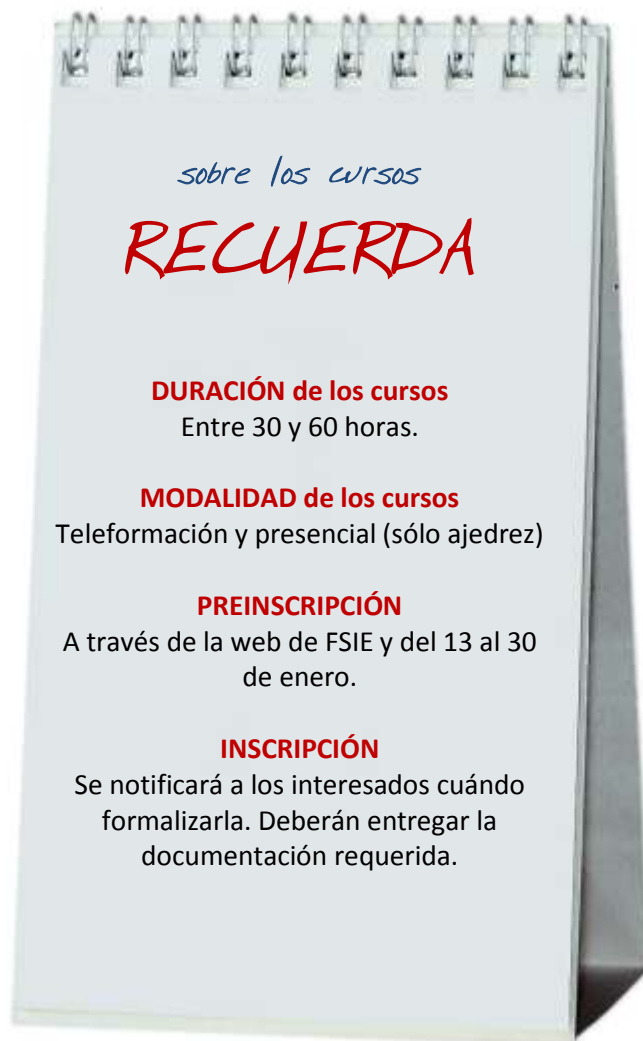 sobre los cursos
RECUERDA
DURACIÓN de los cursos
Entre 30 y 60 horas.
MODALIDAD de los cursos
Teleformación y presencial (sólo ajedrez)
PREINSCRIPCIÓN
A través de la web de FSIE y del 13 al 30
de enero.
INSCRIPCIÓN
Se notificará a los interesados cuándo
formalizarla. Deberán entregar la
documentación requerida.